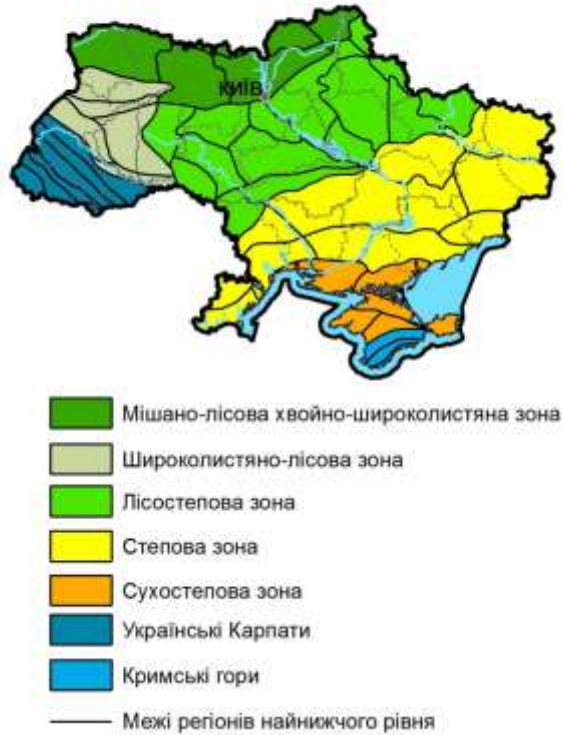 КИЇВ
Мішано-лісова хвойно-широколистяна зона
Широколистяно-лісова зона
Лісостепова зона
Степова зона
Сухостепова зона
Українські Карпати
Кримські гори
Межі регіонів найнижчого рівня